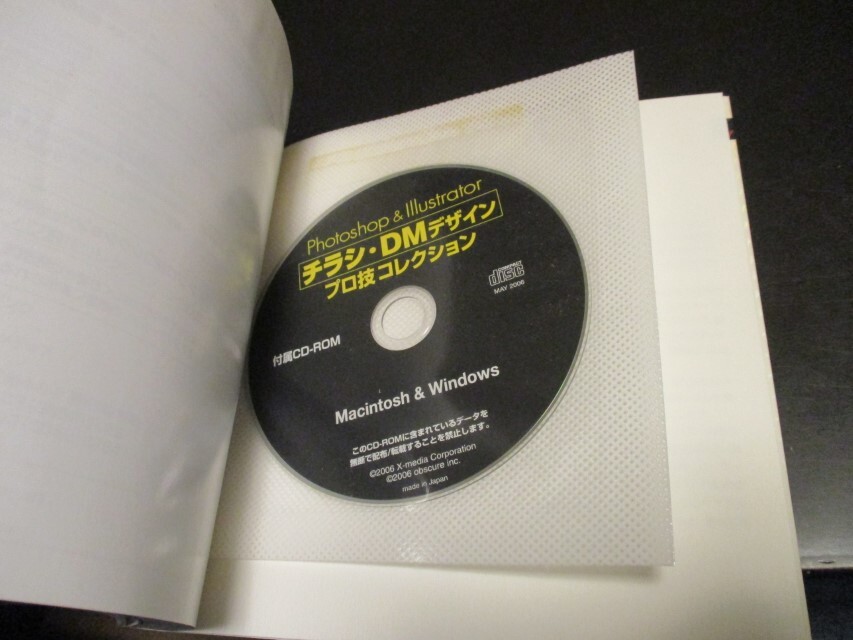 Photoshop & Illustrator
チラシ・DMデザイン
プロ技 コレクション
COMPACT
disc
MAY 2006
付属CD-ROM
Macintosh & Windows
このCD-ROMに含まれているデータを
無断で配布/転載することを禁止します。
©2006 X-media Corporation
©2006 obscure inc.
made in Japan